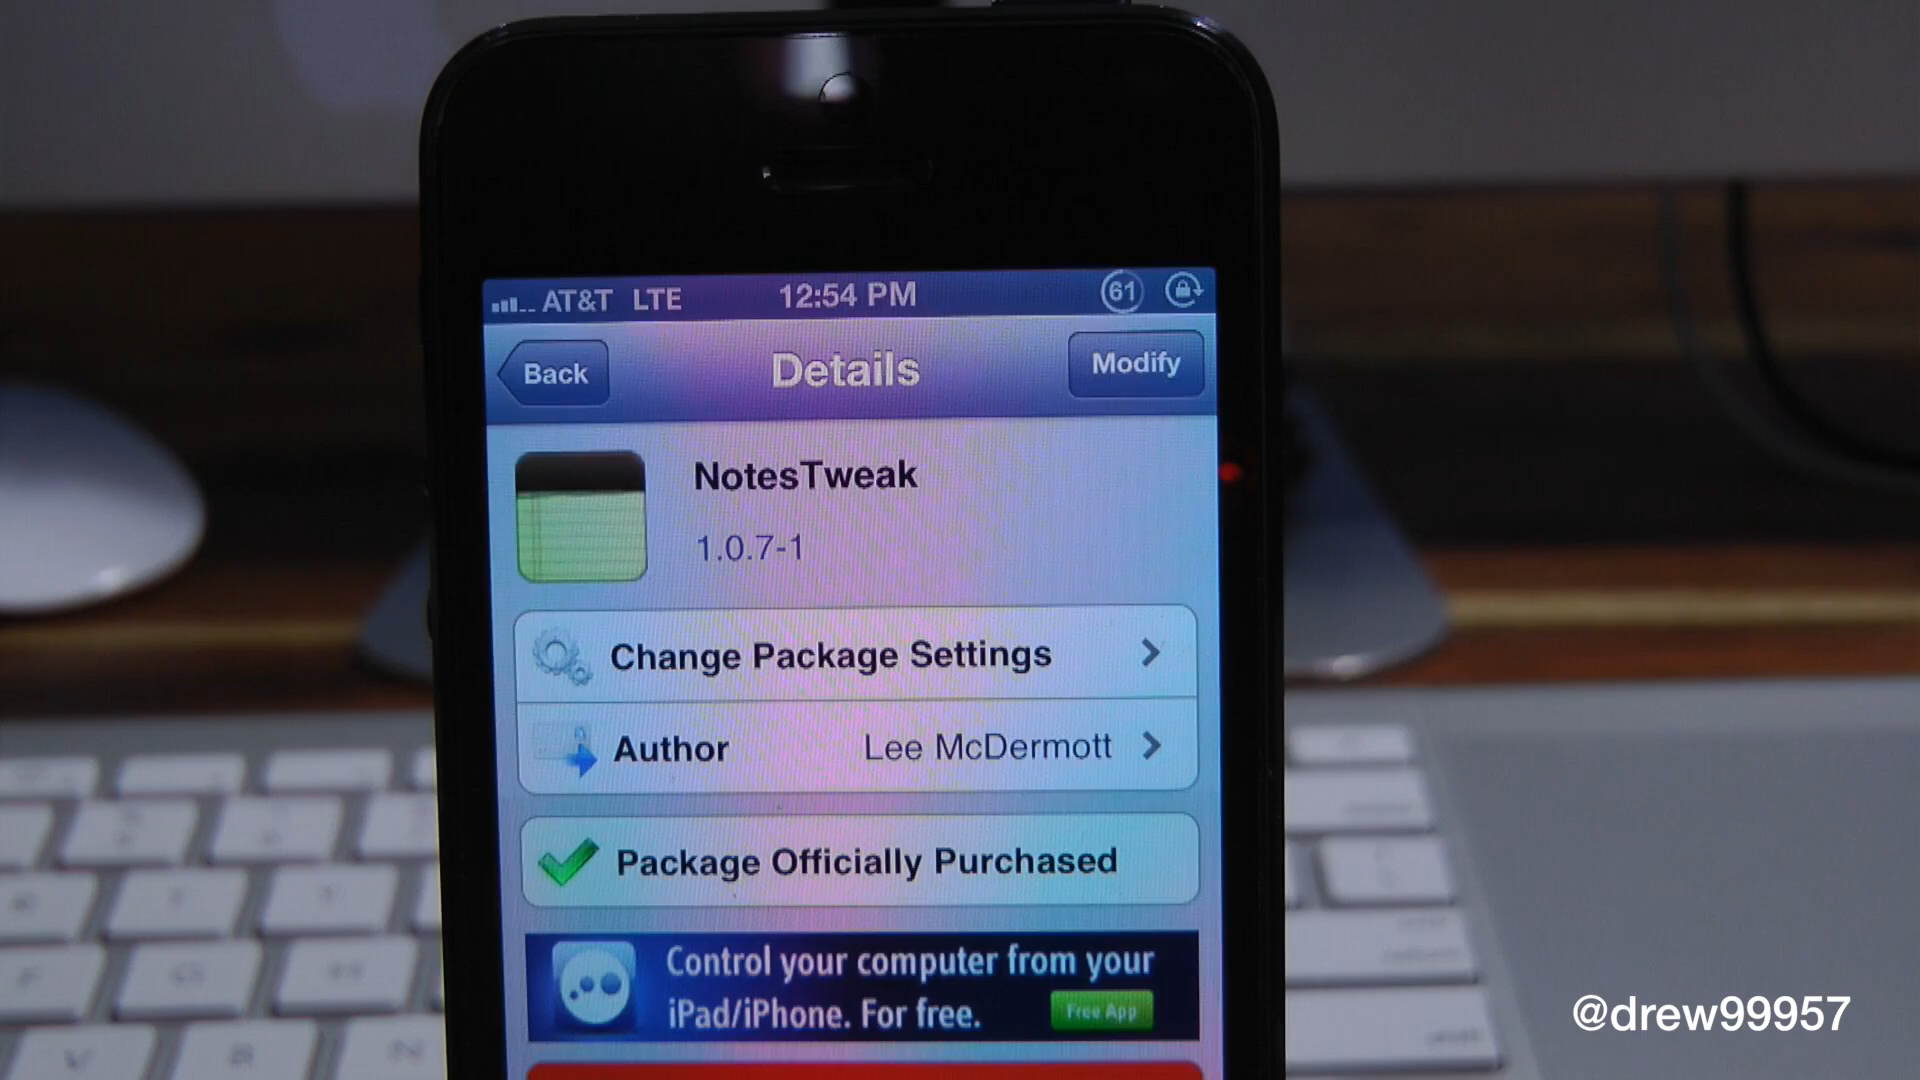 AT&T LTE 12:54 PM 61
Back Details Modify
NotesTweak
1.0.7-1
Change Package Settings
Author Lee McDermott
Package Officially Purchased
Control your computer from your
iPad/iPhone. For free.
Free App
@drew99957